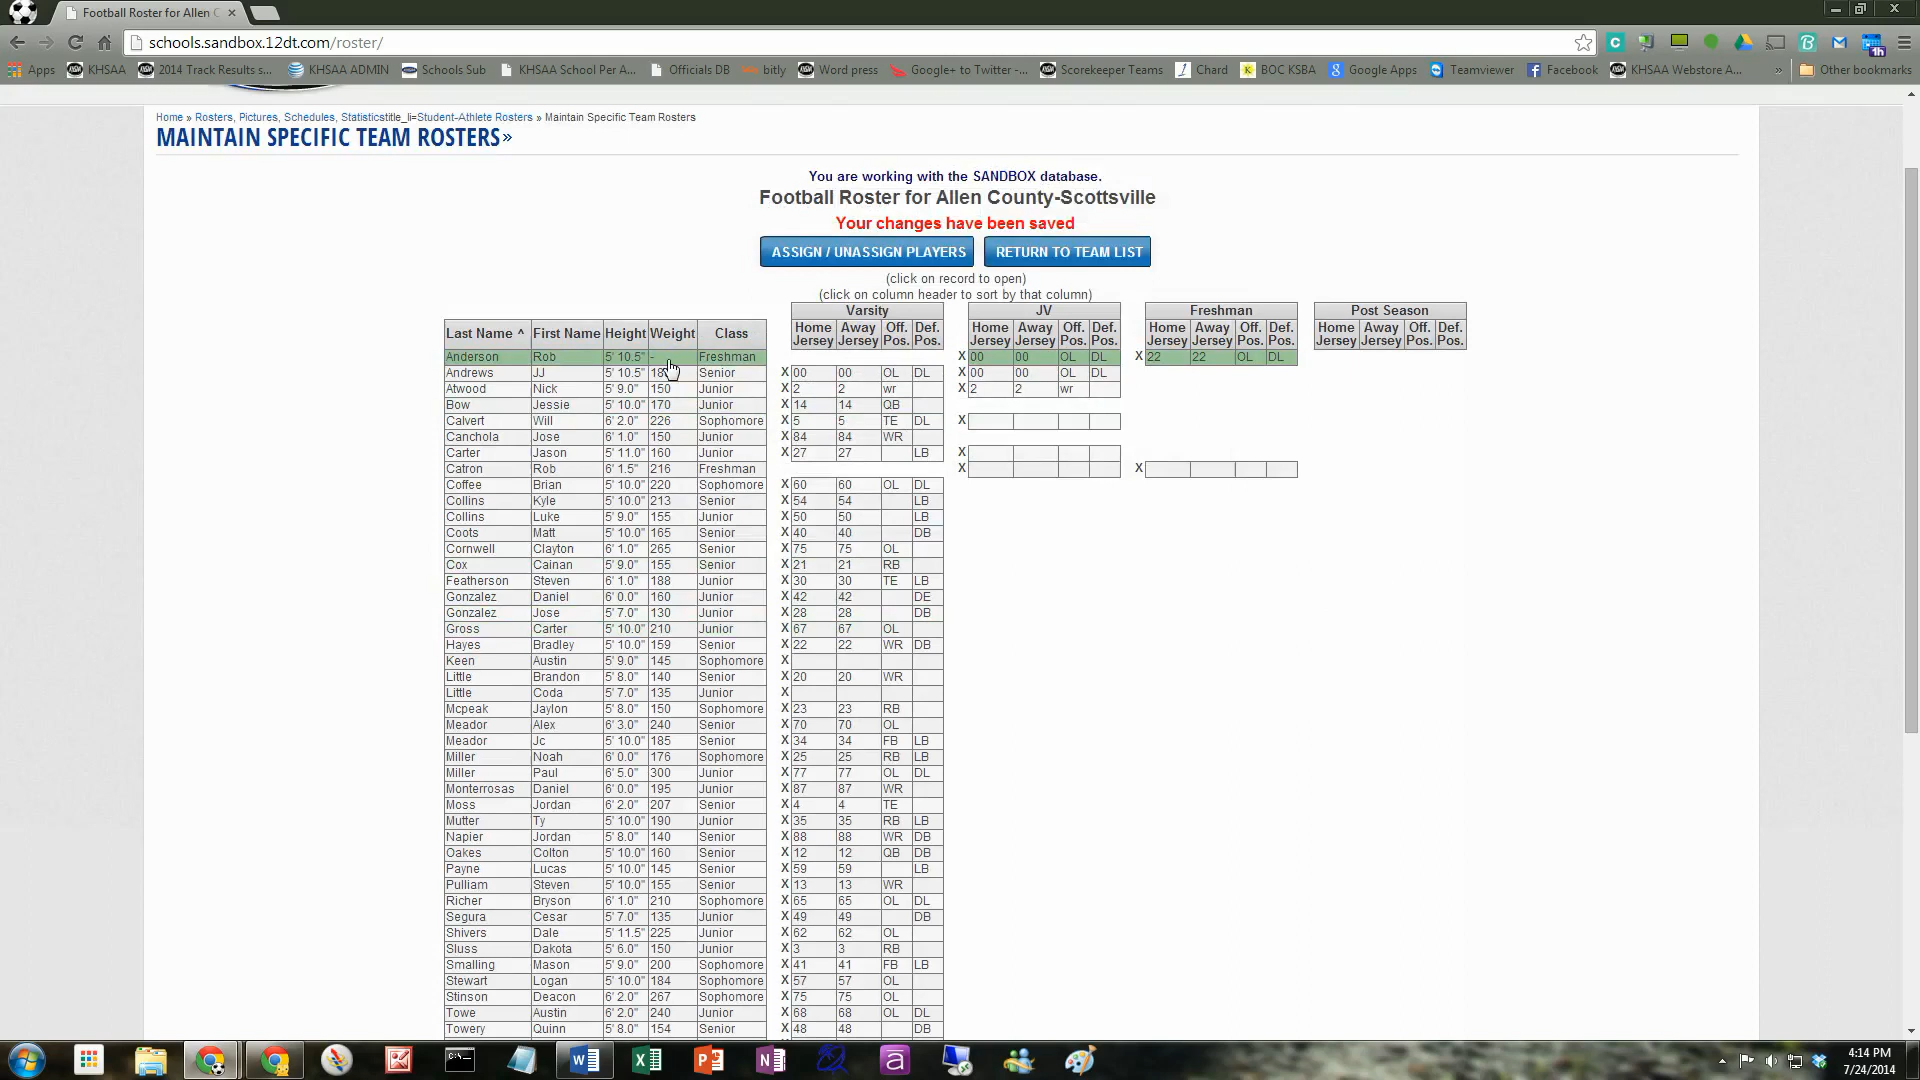 Football Roster for Allen C
schools.sandbox.12dt.com/roster/
Apps KHSAA 2014 Track Results s... KHSAA ADMIN Schools Sub KHSAA School Per A... Officials DB bitly Word press Google+ to Twitter -... Scorekeeper Teams Chard BOC KSBA Google Apps Teamviewer Facebook KHSAA Webstore A... » Other bookmarks
Home » Rosters, Pictures, Schedules, Statisticstitle_li=Student-Athlete Rosters » Maintain Specific Team Rosters
MAINTAIN SPECIFIC TEAM ROSTERS»
You are working with the SANDBOX database.
Football Roster for Allen County-Scottsville
Your changes have been saved
ASSIGN / UNASSIGN PLAYERS RETURN TO TEAM LIST
(click on record to open)
(click on column header to sort by that column)
Varsity JV Freshman Post Season
Last Name ^ First Name Height Weight Class Home Jersey Away Jersey Off. Pos. Def. Pos. Home Jersey Away Jersey Off. Pos. Def. Pos. Home Jersey Away Jersey Off. Pos. Def. Pos. Home Jersey Away Jersey Off. Pos. Def. Pos.
Anderson Rob 5' 10.5" - Freshman X 00 00 OL DL X 22 22 OL DL
Andrews JJ 5' 10.5" Senior X 00 00 OL DL X 00 00 OL DL
Atwood Nick 5' 9.0" 150 Junior X 2 2 wr X 2 2 wr
Bow Jessie 5' 10.0" 170 Junior X 14 14 QB
Calvert Will 6' 2.0" 226 Sophomore X 5 5 TE DL X
Canchola Jose 6' 1.0" 150 Junior X 84 84 WR
Carter Jason 5' 11.0" 160 Junior X 27 27 LB X
Catron Rob 6' 1.5" 216 Freshman X X
Coffee Brian 5' 10.0" 220 Sophomore X 60 60 OL DL
Collins Kyle 5' 10.0" 213 Senior X 54 54 LB
Collins Luke 5' 9.0" 155 Junior X 50 50 LB
Coots Matt 5' 10.0" 165 Senior X 40 40 DB
Cornwell Clayton 6' 1.0" 265 Senior X 75 75 OL
Cox Cainan 5' 9.0" 155 Senior X 21 21 RB
Featherson Steven 6' 1.0" 188 Junior X 30 30 TE LB
Gonzalez Daniel 6' 0.0" 160 Junior X 42 42 DE
Gonzalez Jose 5' 7.0" 130 Junior X 28 28 DB
Gross Carter 5' 10.0" 210 Junior X 67 67 OL
Hayes Bradley 5' 10.0" 159 Senior X 22 22 WR DB
Keen Austin 5' 9.0" 145 Sophomore X
Little Brandon 5' 8.0" 140 Senior X 20 20 WR
Little Coda 5' 7.0" 135 Junior X
Mcpeak Jaylon 5' 8.0" 150 Sophomore X 23 23 RB
Meador Alex 6' 3.0" 240 Senior X 70 70 OL
Meador Jc 5' 10.0" 185 Senior X 34 34 FB LB
Miller Noah 6' 0.0" 176 Sophomore X 25 25 RB LB
Miller Paul 6' 5.0" 300 Junior X 77 77 OL DL
Monterrosas Daniel 6' 0.0" 195 Junior X 87 87 WR
Moss Jordan 6' 2.0" 207 Senior X 4 4 TE
Mutter Ty 5' 10.0" 190 Junior X 35 35 RB LB
Napier Jordan 5' 8.0" 140 Senior X 88 88 WR DB
Oakes Colton 5' 10.0" 160 Senior X 12 12 QB DB
Payne Lucas 5' 10.0" 145 Senior X 59 59 LB
Pulliam Steven 5' 10.0" 155 Senior X 13 13 WR
Richer Bryson 6' 1.0" 210 Sophomore X 65 65 OL DL
Segura Cesar 5' 7.0" 135 Junior X 49 49 DB
Shivers Dale 5' 11.5" 225 Junior X 62 62 OL
Sluss Dakota 5' 6.0" 150 Junior X 3 3 RB
Smalling Mason 5' 9.0" 200 Sophomore X 41 41 FB LB
Stewart Logan 5' 10.0" 184 Sophomore X 57 57 OL
Stinson Deacon 6' 2.0" 267 Sophomore X 75 75 OL
Towe Austin 6' 2.0" 240 Junior X 68 68 OL DL
Towery Quinn 5' 8.0" 154 Senior X 48 48 DB
4:14 PM
7/24/2014